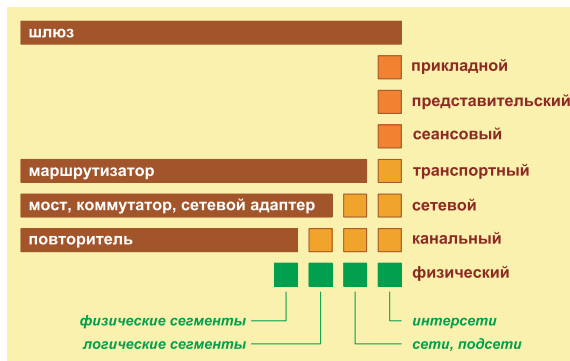 шлюз
прикладной
представительский
сеансовый
маршрутизатор транспортный
мост, коммутатор, сетевой адаптер сетевой
повторитель канальный
физический
физические сегменты интерсети
логические сегменты сети, подсети